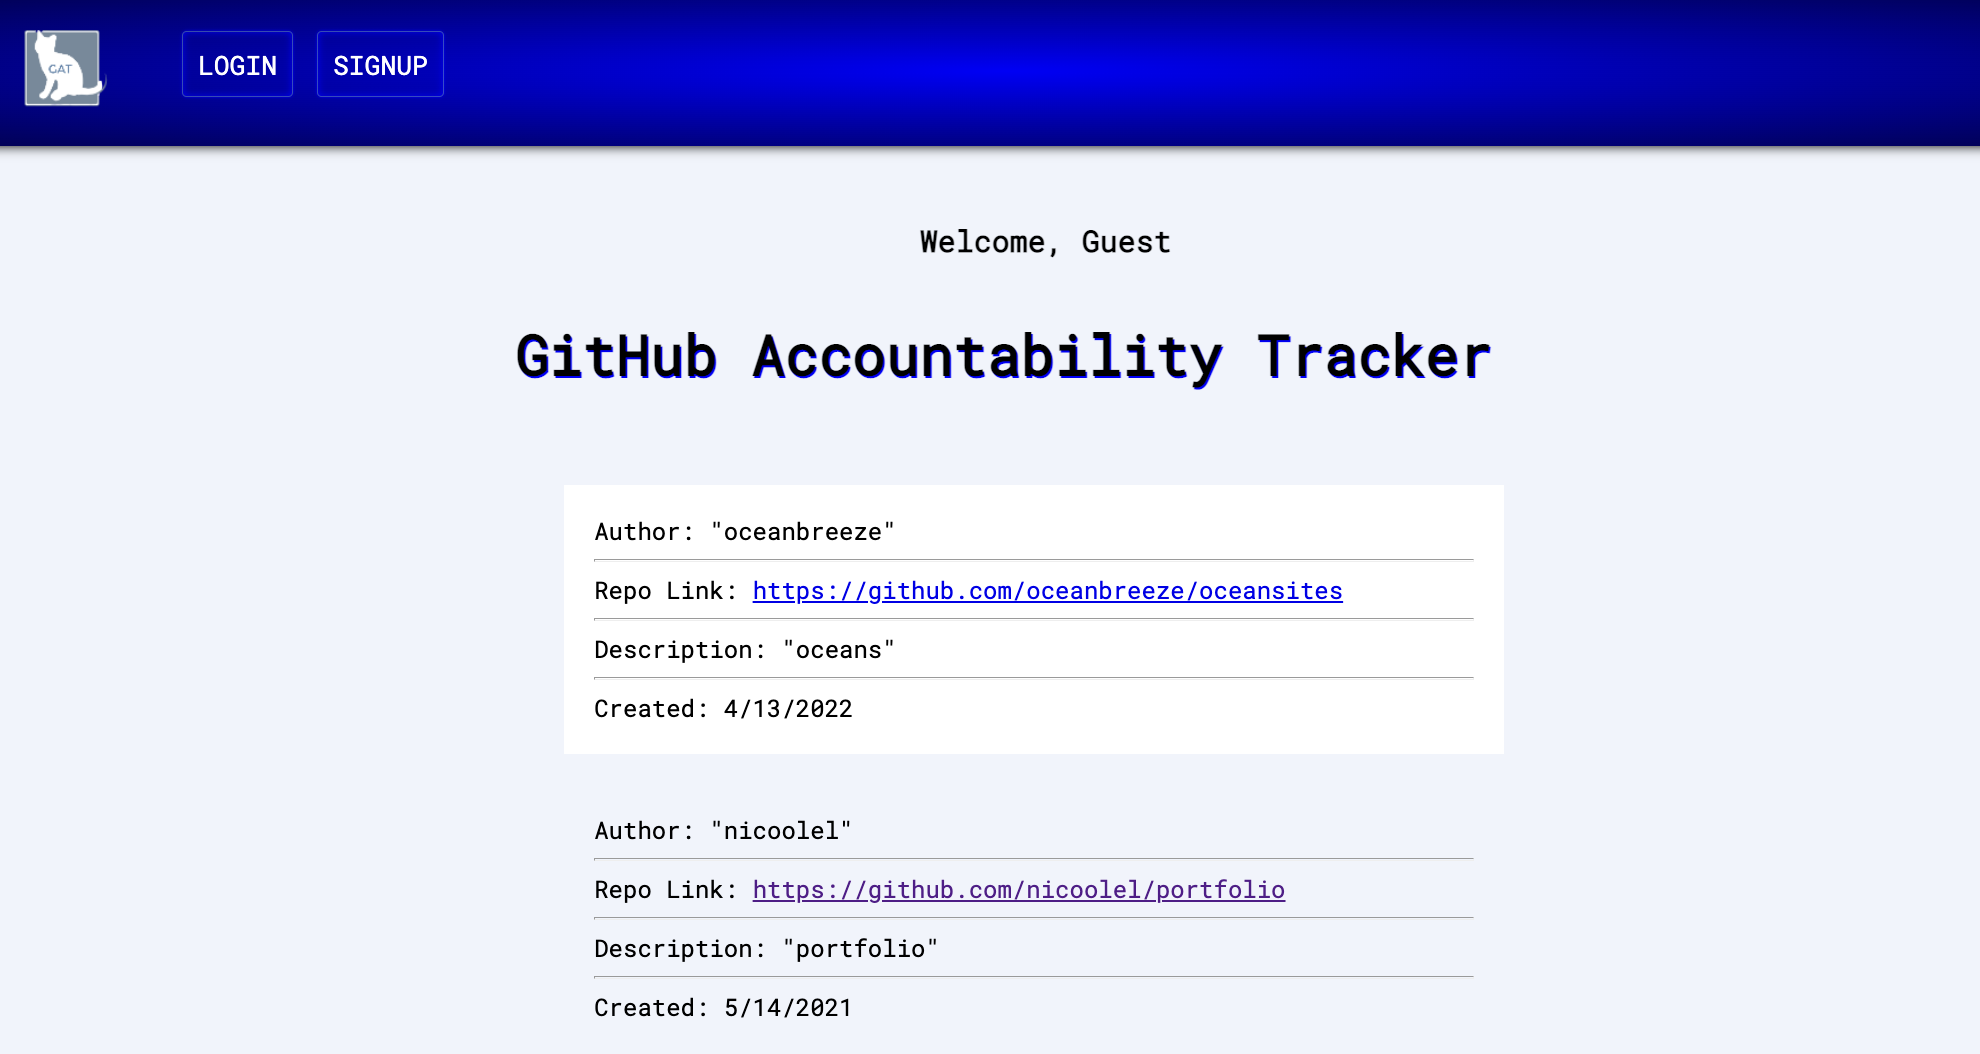 GAT
LOGIN
SIGNUP
Welcome, Guest
GitHub Accountability Tracker
Author: "oceanbreeze"
Repo Link: https://github.com/oceanbreeze/oceansites
Description: "oceans"
Created: 4/13/2022
Author: "nicoolel"
Repo Link: https://github.com/nicoolel/portfolio
Description: "portfolio"
Created: 5/14/2021